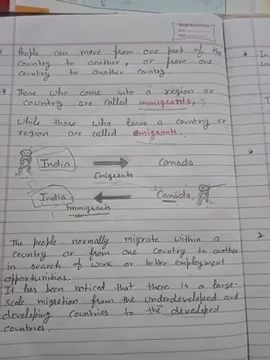 People can move from one part of the
country to another, or from one
country to another country.
Those who come into a region or
country are called immigrants,
while those who leave a country or
region are called emigrants.
India Canada
Emigrants
India Canada
Immigrants
The people normally migrate within a
country or from one country to another
in search of work or better employment
opportunities.
It has been noticed that there is a large-
scale migration from the underdeveloped and
developing countries to the developed
countries.